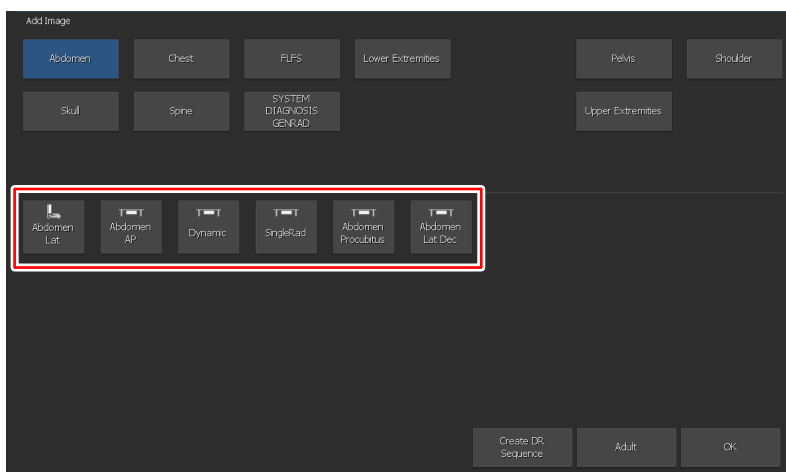 Add Image
Abdomen
Chest
FLFS
Lower Extremities
Pelvis
Shoulder
Skull
Spine
SYSTEM
DIAGNOSIS
GENRAD
Upper Extremities
Abdomen
Lat
Abdomen
AP
Dynamic
SingleRad
Abdomen
Procubitus
Abdomen
Lat Dec
Create DR
Sequence
Adult
OK